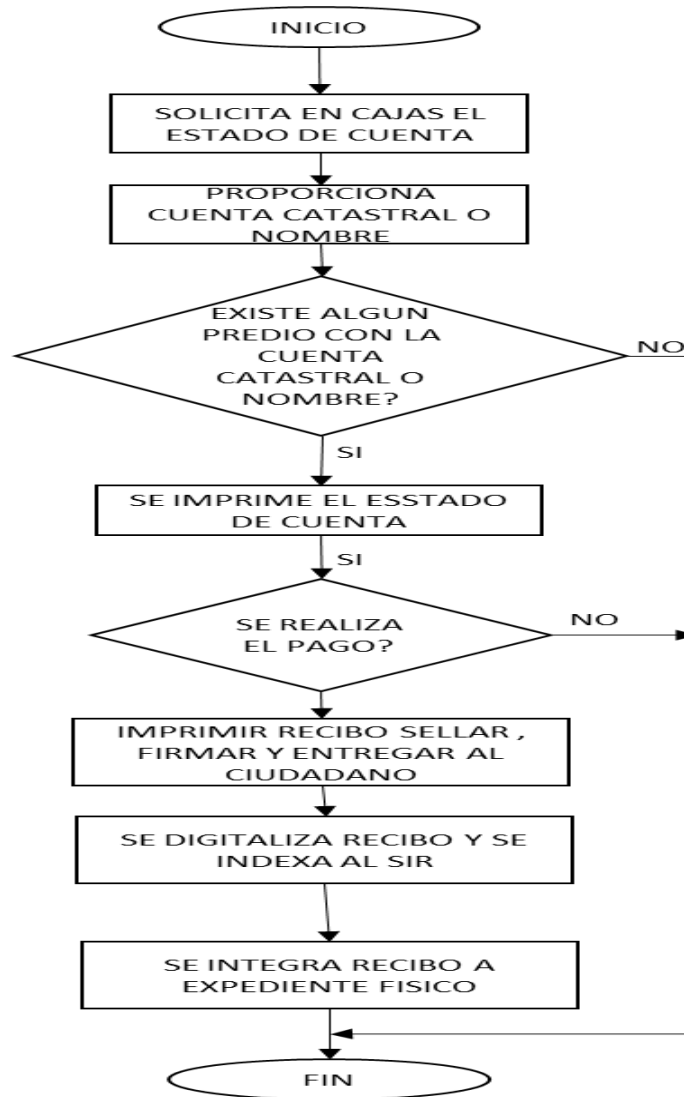 INICIO
SOLICITA EN CAJAS EL
ESTADO DE CUENTA
PROPORCIONA
CUENTA CATASTRAL O
NOMBRE
EXISTE ALGUN
PREDIO CON LA
CUENTA
CATASTRAL O
NOMBRE?
NO
SI
SE IMPRIME EL ESSTADO
DE CUENTA
SI
SE REALIZA
EL PAGO?
NO
IMPRIMIR RECIBO SELLAR ,
FIRMAR Y ENTREGAR AL
CIUDADANO
SE DIGITALIZA RECIBO Y SE
INDEXA AL SIR
SE INTEGRA RECIBO A
EXPEDIENTE FISICO
FIN